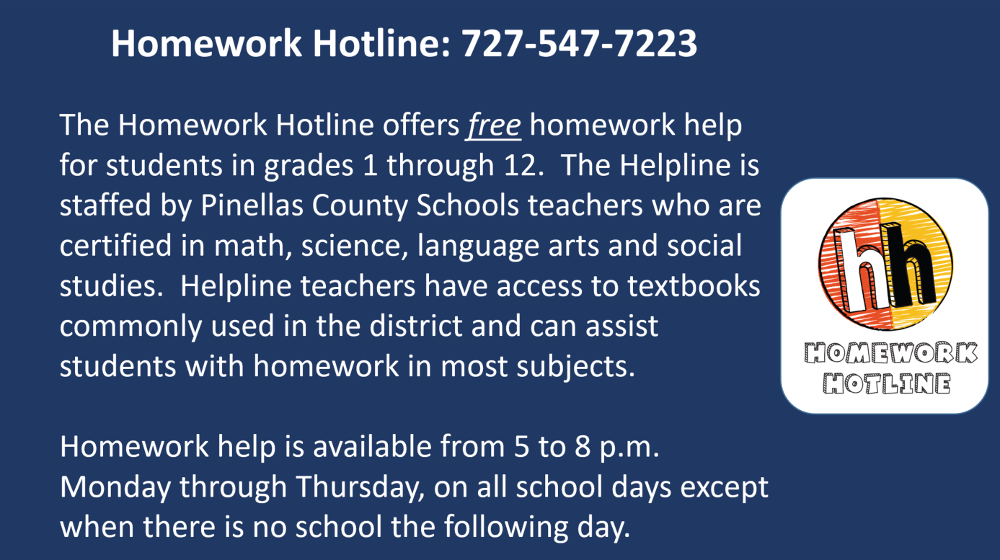 Homework Hotline: 727-547-7223
The Homework Hotline offers free homework help
for students in grades 1 through 12.  The Helpline is
staffed by Pinellas County Schools teachers who are
certified in math, science, language arts and social
studies.  Helpline teachers have access to textbooks
commonly used in the district and can assist
students with homework in most subjects.
Homework help is available from 5 to 8 p.m.
Monday through Thursday, on all school days except
when there is no school the following day.
hh
HOMEWORK
HOTLINE